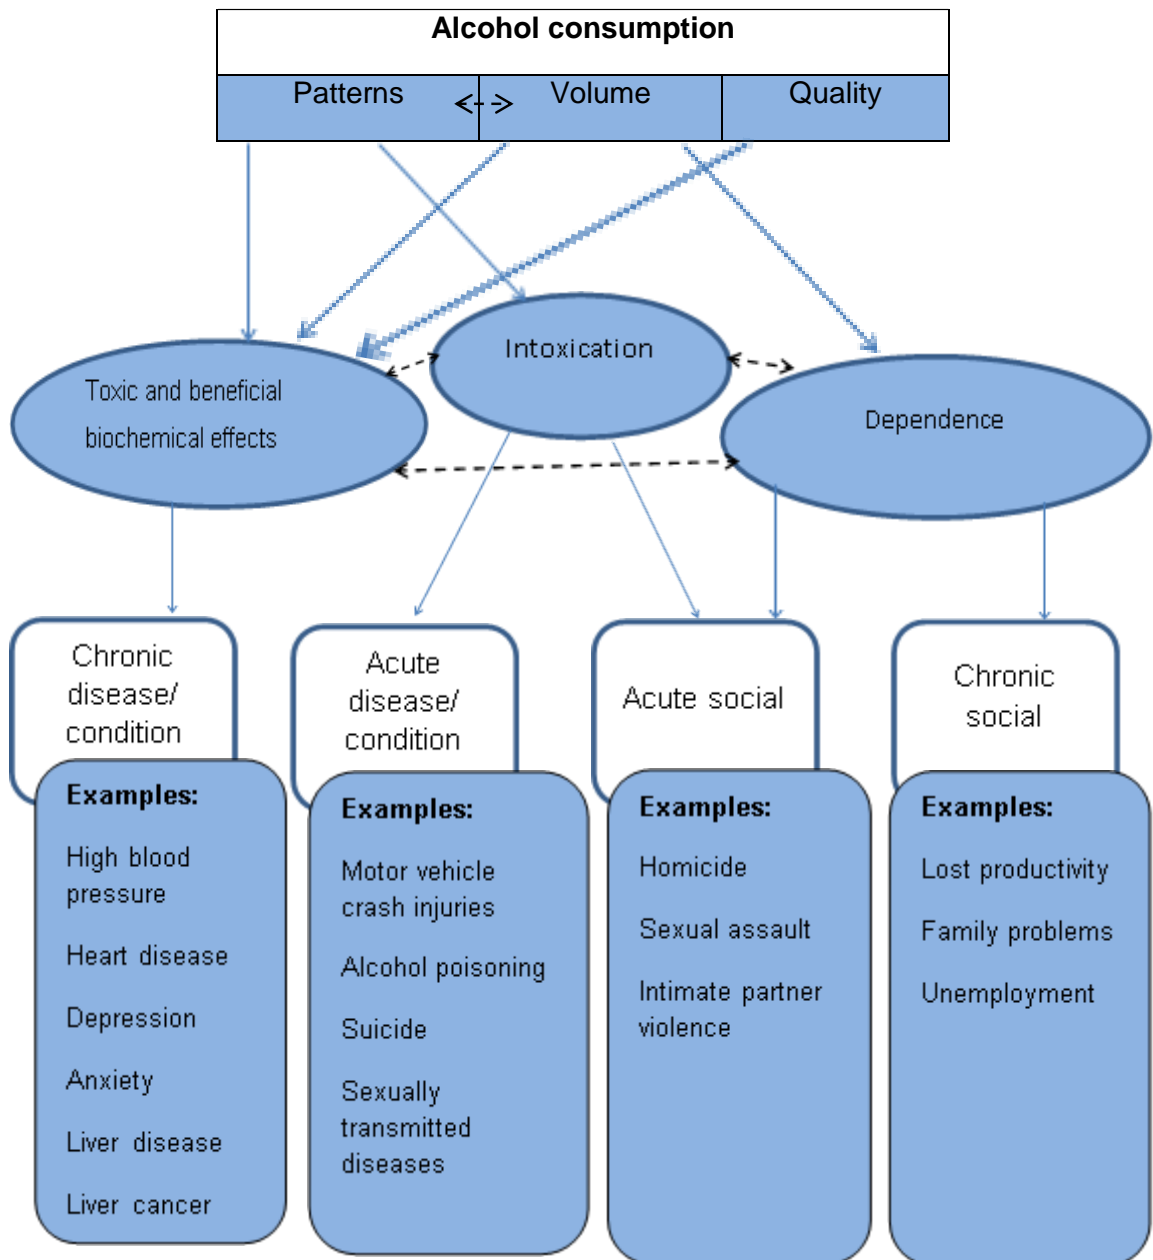 Alcohol consumption
Patterns
Volume
Quality
Intoxication
Toxic and beneficial
biochemical effects
Dependence
Chronic
disease/
condition
Acute
disease/
condition
Acute social
Chronic
social
Examples:
High blood
pressure
Heart disease
Depression
Anxiety
Liver disease
Liver cancer
Examples:
Motor vehicle
crash injuries
Alcohol poisoning
Suicide
Sexually
transmitted
diseases
Examples:
Homicide
Sexual assault
Intimate partner
violence
Examples:
Lost productivity
Family problems
Unemployment